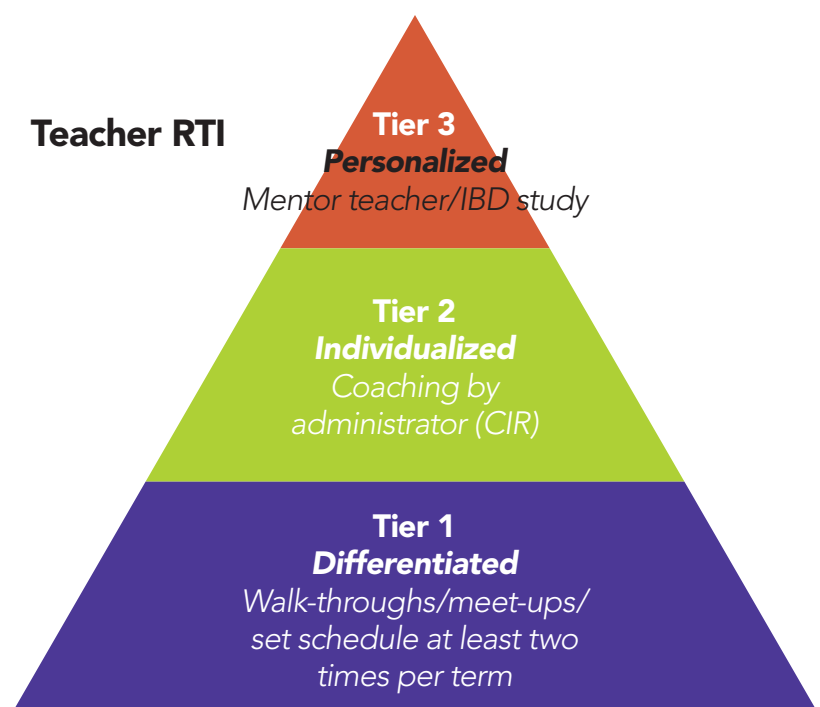 Teacher RTI
Tier 3
Personalized
Mentor teacher/IBD study
Tier 2
Individualized
Coaching by
administrator (CIR)
Tier 1
Differentiated
Walk-throughs/meet-ups/
set schedule at least two
times per term